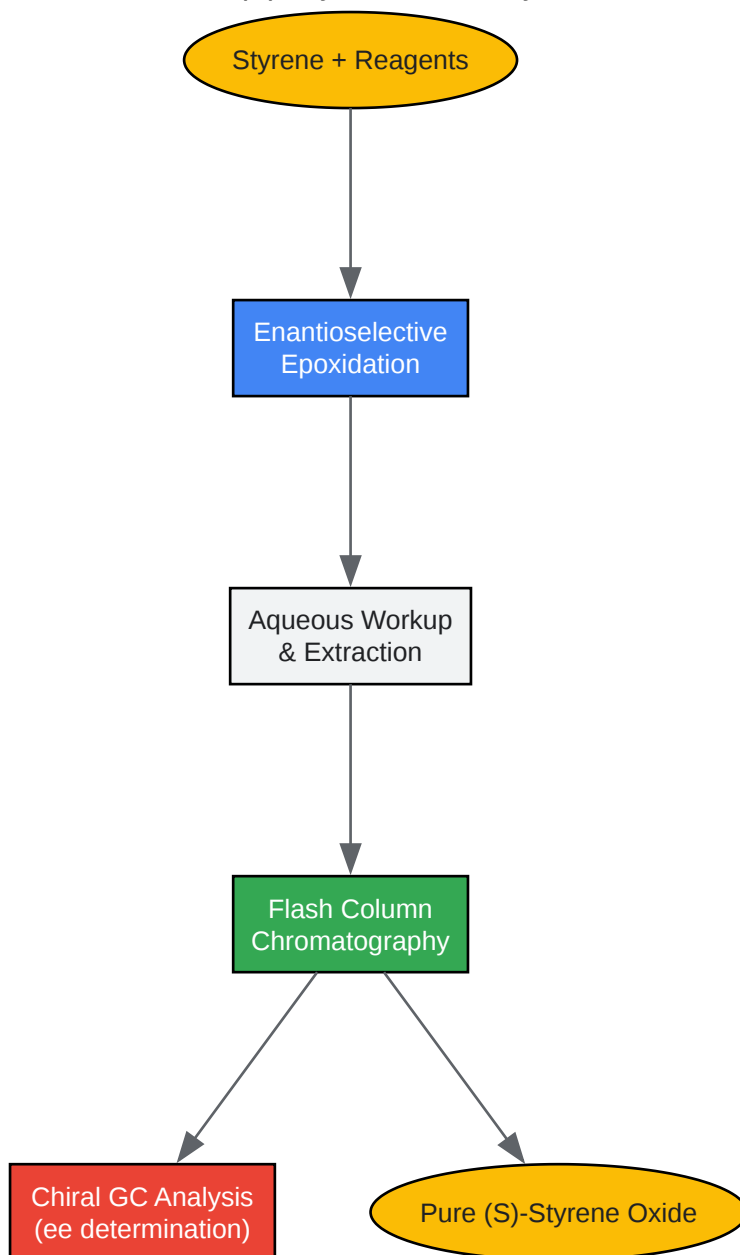 Styrene + Reagents
Enantioselective
Epoxidation
Aqueous Workup
& Extraction
Flash Column
Chromatography
Chiral GC Analysis
(ee determination)
Pure (S)-Styrene Oxide